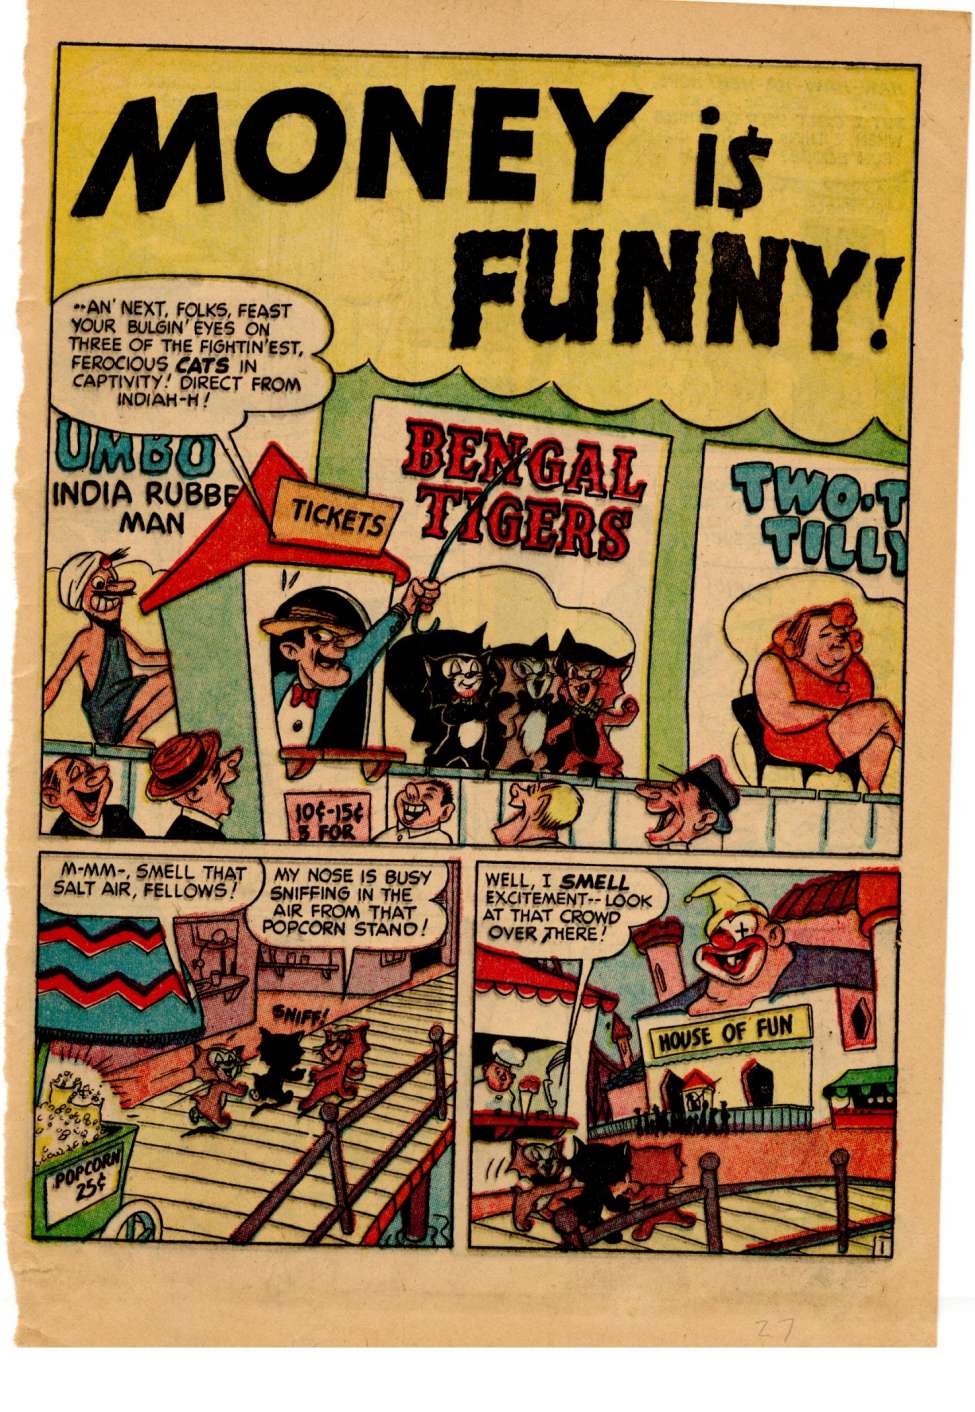 MONEY i$
FUNNY!
··AN' NEXT, FOLKS, FEAST
YOUR BULGIN' EYES ON
THREE OF THE FIGHTIN'EST,
FEROCIOUS CATS IN
CAPTIVITY! DIRECT FROM
INDIAH-H!
UMBO
INDIA RUBBE
MAN
TICKETS
BENGAL
TIGERS
TWO-T
TILLY
10¢-15¢
3 FOR
M-MM-, SMELL THAT
SALT AIR, FELLOWS!
MY NOSE IS BUSY
SNIFFING IN THE
AIR FROM THAT
POPCORN STAND!
SNIFF!
POPCORN
25¢
WELL, I SMELL
EXCITEMENT-- LOOK
AT THAT CROWD
OVER THERE!
HOUSE OF FUN
1
27